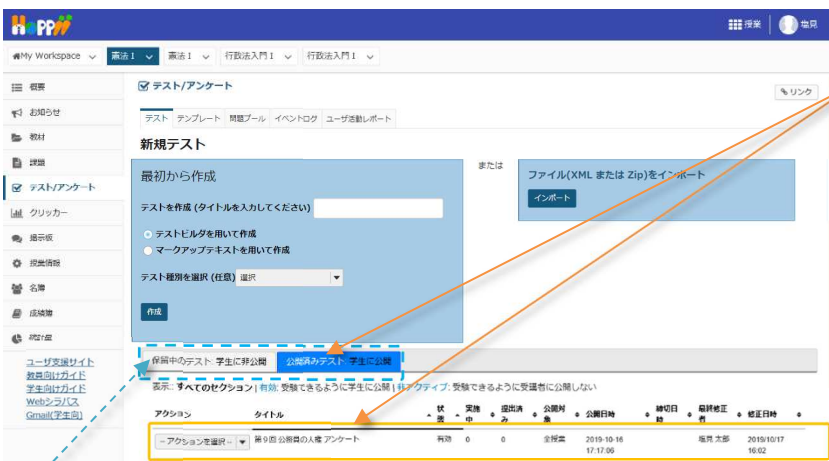 HoPPii
授業
塩見
My Workspace
憲法Ⅰ
憲法Ⅰ
行政法入門Ⅰ
行政法入門Ⅰ
概要
お知らせ
教材
課題
テスト/アンケート
クリッカー
掲示板
授業情報
名簿
成績簿
統計
ユーザ支援サイト
教員向けガイド
学生向けガイド
Webシラバス
Gmail(学生向)
テスト/アンケート
リンク
テスト テンプレート 問題プール イベントログ ユーザ活動レポート
新規テスト
最初から作成
テストを作成 (タイトルを入力してください)
テストビルダを用いて作成
マークアップテキストを用いて作成
テスト種別を選択 (任意) 選択
作成
または
ファイル(XML または Zip)をインポート
インポート
保留中のテスト 学生に非公開
公開済みテスト 学生に公開
表示: すべてのセクション | 有効: 受験できるように学生に公開 | 非アクティブ: 受験できるように受講者に公開しない
アクション タイトル 状態 実施中 提出済み 公開対象 公開日時 締切日時 最終修正者 修正日時
-アクションを選択- 第9回 公務員の人権 アンケート 有効 0 0 全授業 2019-10-16 17:17:06 塩見 太郎 2019/10/17 16:02